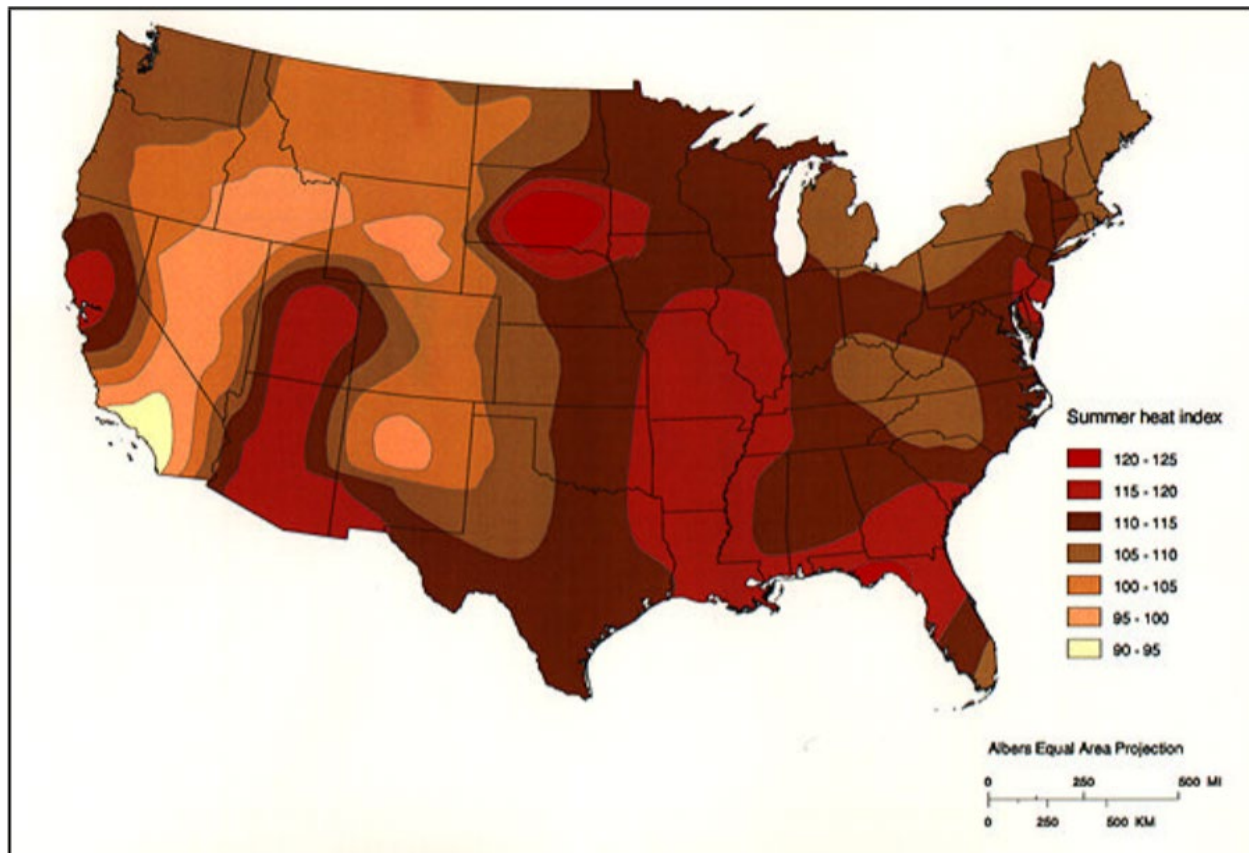 Summer heat index
120 - 125
115 - 120
110 - 115
105 - 110
100 - 105
95 - 100
90 - 95
Albers Equal Area Projection
0 250 500 MI
0 250 500 KM